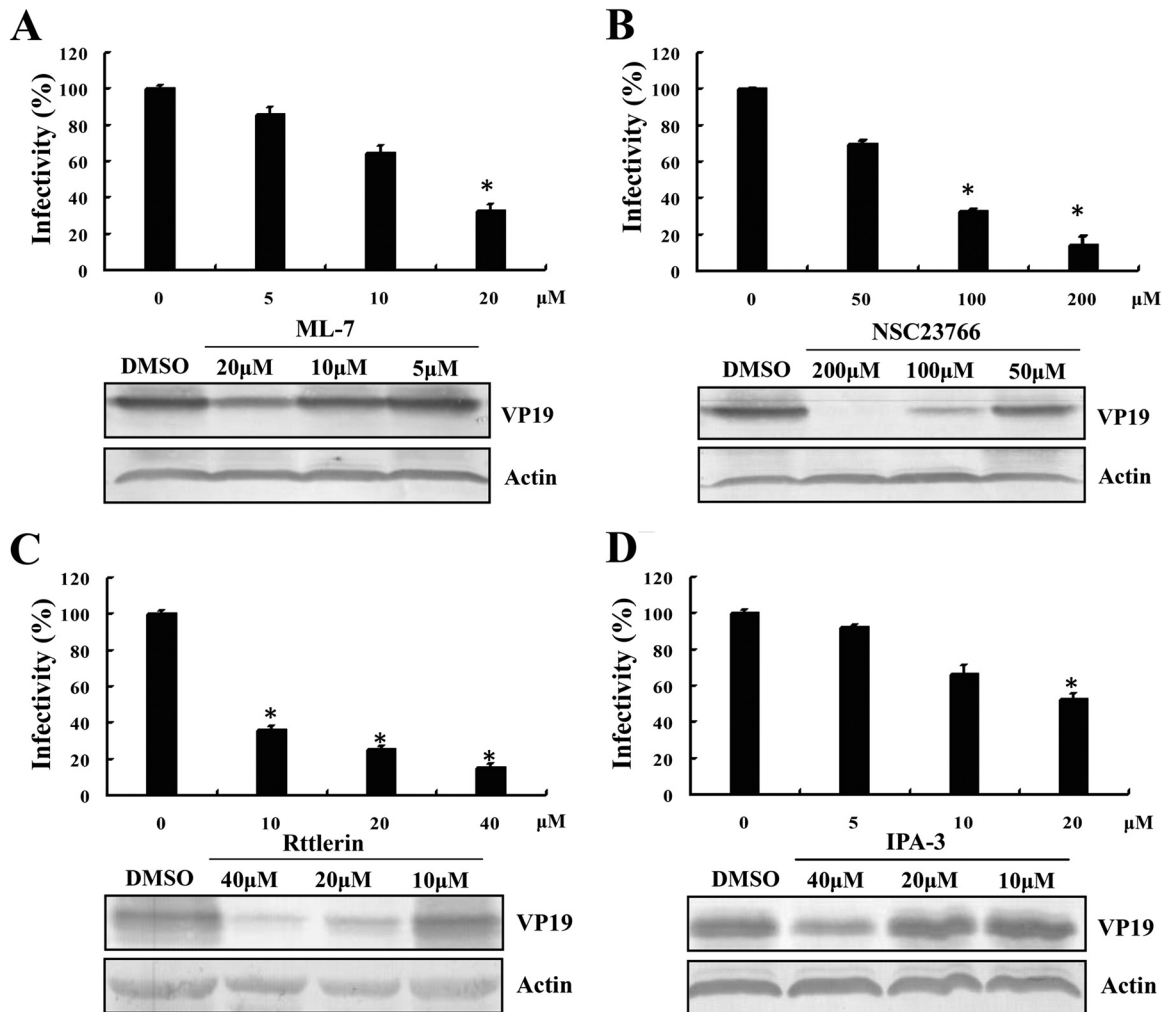 A
Infectivity (%)
120
100
80
60
40
20
0
*
0 5 10 20 μM
ML-7
DMSO 20μM 10μM 5μM
VP19
Actin
B
Infectivity (%)
120
100
80
60
40
20
0
* *
0 50 100 200 μM
NSC23766
DMSO 200μM 100μM 50μM
VP19
Actin
C
Infectivity (%)
120
100
80
60
40
20
0
* * *
0 10 20 40 μM
Rttlerin
DMSO 40μM 20μM 10μM
VP19
Actin
D
Infectivity (%)
120
100
80
60
40
20
0
*
0 5 10 20 μM
IPA-3
DMSO 40μM 20μM 10μM
VP19
Actin